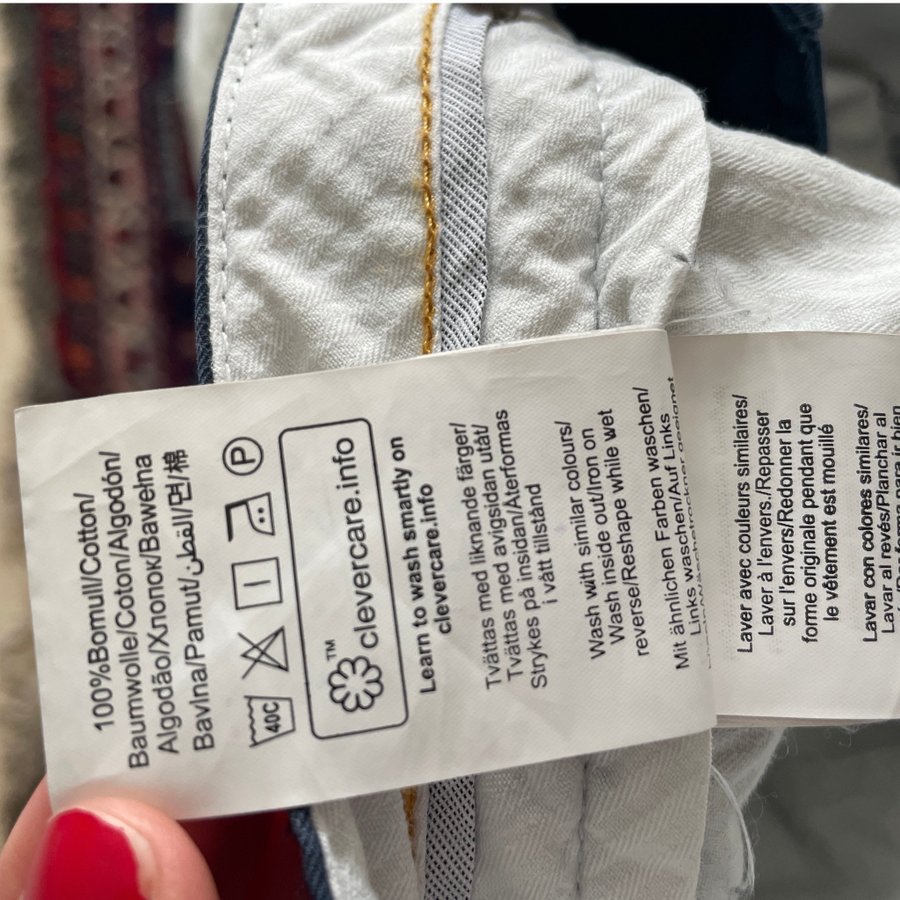 100%Bomull/Cotton/
Baumwolle/Coton/Algodón/
Algodão/Хлопок/Bawełna
Bavlna/Pamut/القطن/면/棉
40C
P
™
clevercare.info
Learn to wash smartly on
clevercare.info
Tvättas med liknande färger/
Tvättas med avigsidan utåt/
Strykes på insidan/Återformas
i vått tillstånd
Wash with similar colours/
Wash inside out/Iron on
reverse/Reshape while wet
Mit ähnlichen Farben waschen/
Links waschen/Auf Links
Laver avec couleurs similaires/
Laver à l'envers./Repasser
sur l'envers/Redonner la
forme originale pendant que
le vêtement est mouillé
Lavar con colores similares/
Lavar al revés/Planchar al